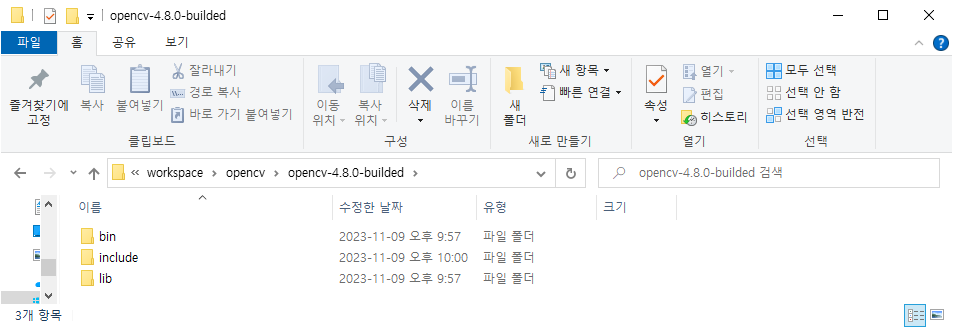 opencv-4.8.0-builded
파일 홈 공유 보기
즐겨찾기에 고정
복사
붙여넣기
잘라내기
경로 복사
바로 가기 붙여넣기
클립보드
이동 위치
복사 위치
삭제
이름 바꾸기
구성
새 폴더
새 항목
빠른 연결
새로 만들기
속성
열기
편집
히스토리
열기
모두 선택
선택 안 함
선택 영역 반전
선택
« workspace > opencv > opencv-4.8.0-builded >
opencv-4.8.0-builded 검색
이름 수정한 날짜 유형 크기
bin 2023-11-09 오후 9:57 파일 폴더
include 2023-11-09 오후 10:00 파일 폴더
lib 2023-11-09 오후 9:57 파일 폴더
3개 항목